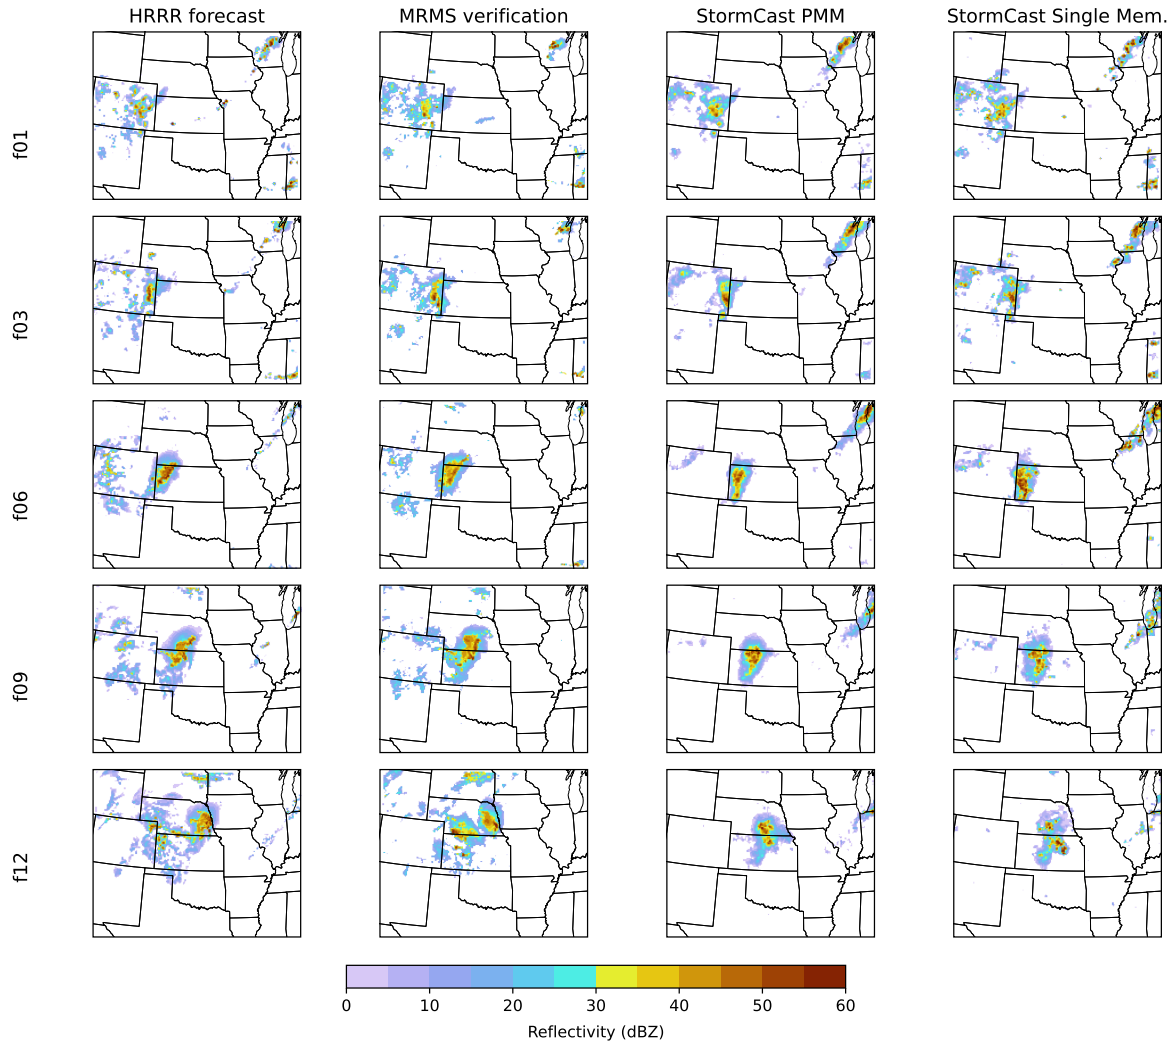 HRRR forecast MRMS verification StormCast PMM StormCast Single Mem.
f01
f03
f06
f09
f12
0 10 20 30 40 50 60
Reflectivity (dBZ)